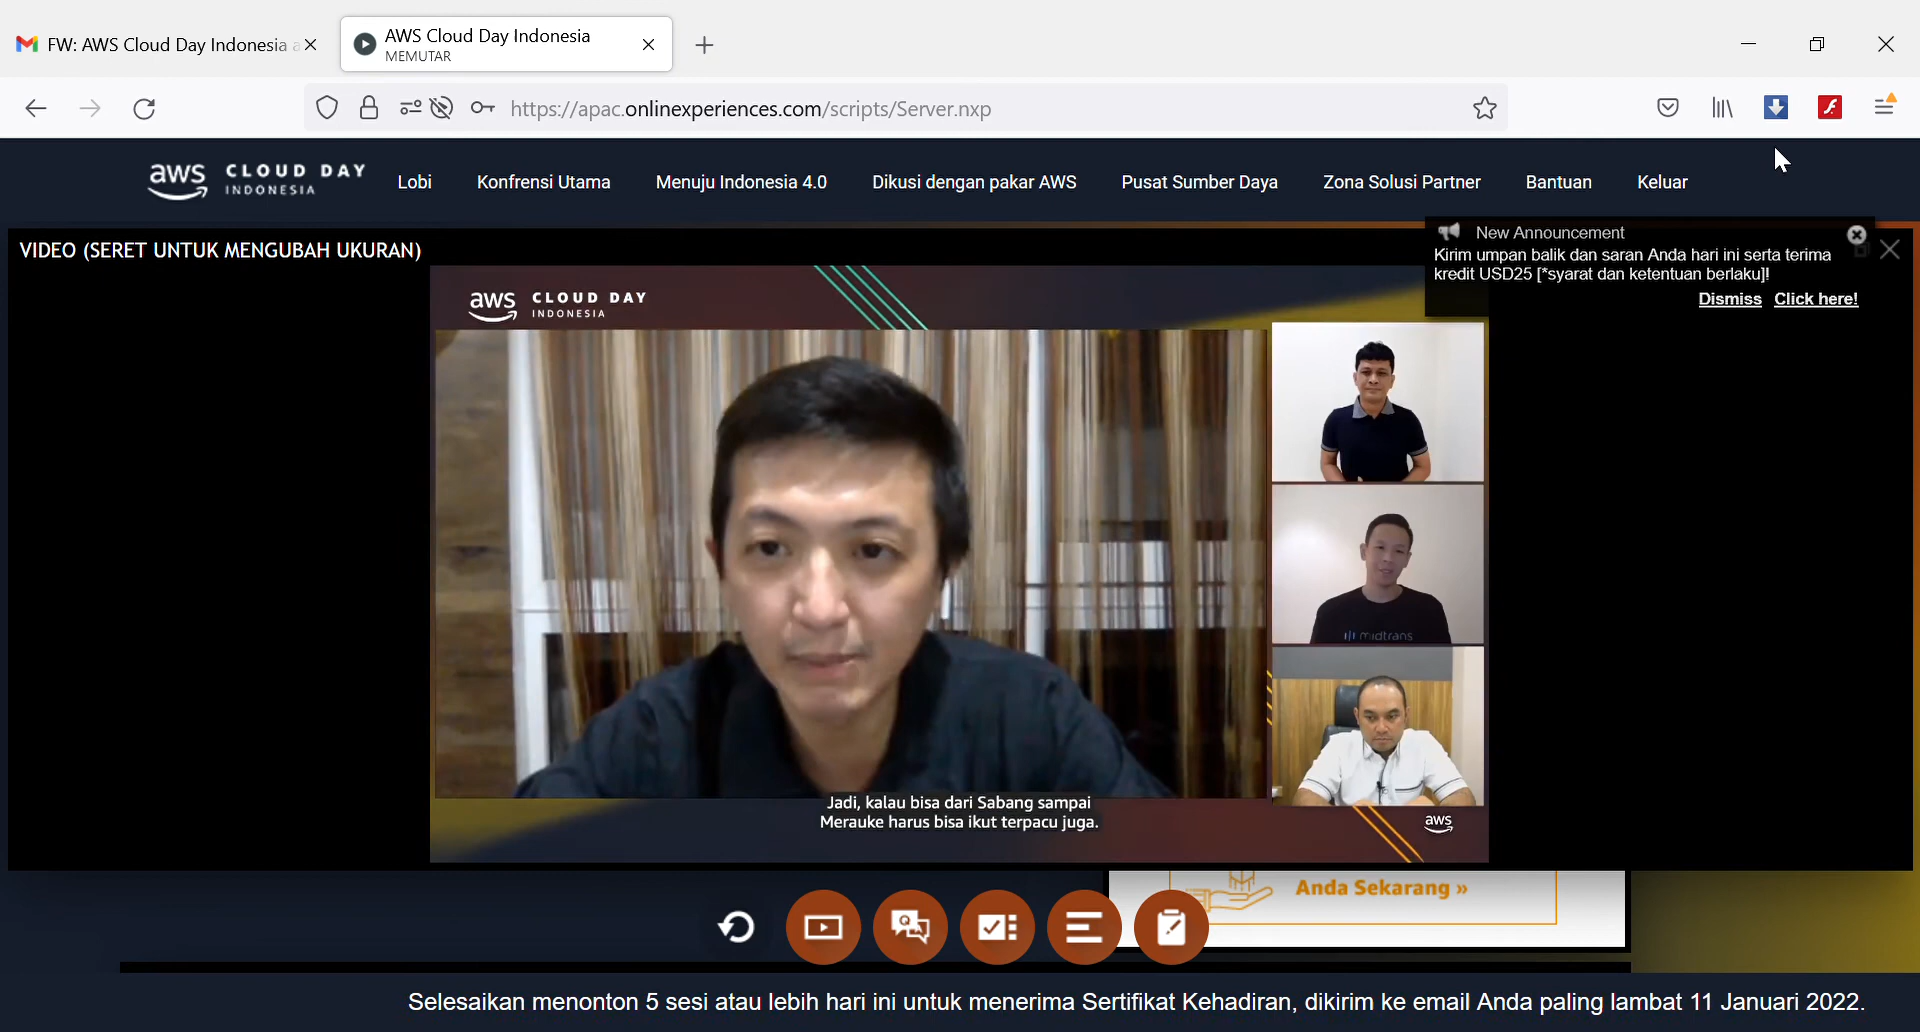 FW: AWS Cloud Day Indonesia a
AWS Cloud Day Indonesia
MEMUTAR
https://apac.onlinexperiences.com/scripts/Server.nxp
aws CLOUD DAY INDONESIA
Lobi Konfrensi Utama Menuju Indonesia 4.0 Dikusi dengan pakar AWS Pusat Sumber Daya Zona Solusi Partner Bantuan Keluar
VIDEO (SERET UNTUK MENGUBAH UKURAN)
New Announcement
Kirim umpan balik dan saran Anda hari ini serta terima
kredit USD25 [*syarat dan ketentuan berlaku]!
Dismiss Click here!
aws CLOUD DAY
INDONESIA
midtrans
Jadi, kalau bisa dari Sabang sampai
Merauke harus bisa ikut terpacu juga.
aws
Anda Sekarang »
Q A
Selesaikan menonton 5 sesi atau lebih hari ini untuk menerima Sertifikat Kehadiran, dikirim ke email Anda paling lambat 11 Januari 2022.